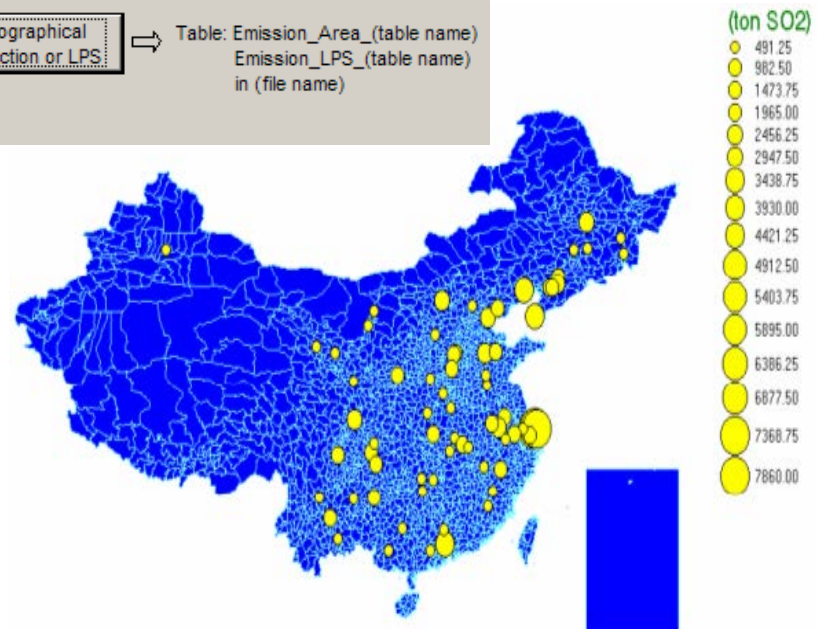 ographical
ction or LPS
Table: Emission_Area_(table name)
Emission_LPS_(table name)
in (file name)
(ton SO2)
491.25
982.50
1473.75
1965.00
2456.25
2947.50
3438.75
3930.00
4421.25
4912.50
5403.75
5895.00
6386.25
6877.50
7368.75
7860.00